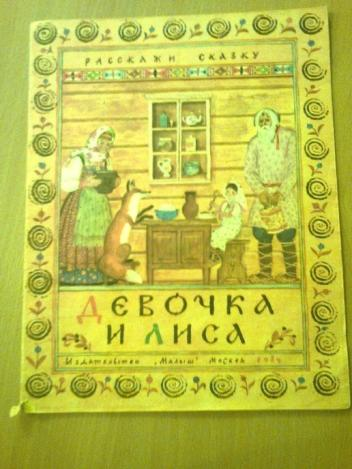 РАССКАЖИ СКАЗКУ
ДЕВОЧКА
И ЛИСА
Издательство „Малыш" Москва